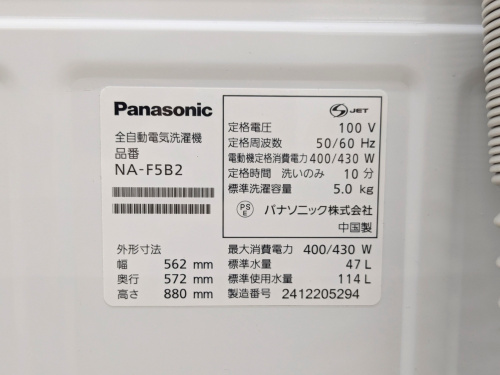 Panasonic
全自動電気洗濯機
品番
NA-F5B2
外形寸法
幅 562 mm
奥行 572 mm
高さ 880 mm
S JET
定格電圧 100 V
定格周波数 50/60 Hz
電動機定格消費電力 400/430 W
定格時間 洗いのみ 10 分
標準洗濯容量 5.0 kg
PS E パナソニック株式会社
中国製
最大消費電力 400/430 W
標準水量 47 L
標準使用水量 114 L
製造番号 2412205294